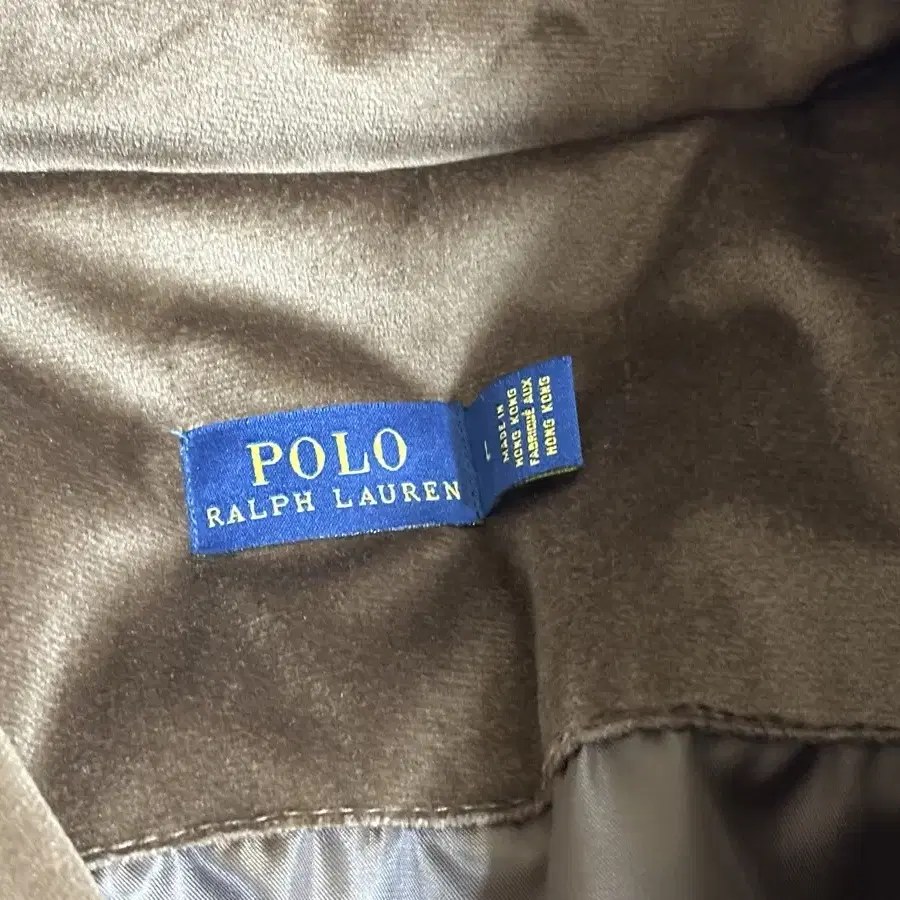 POLO
RALPH LAUREN
MADE IN
HONG KONG
FABRIQUÉ AUX
HONG KONG